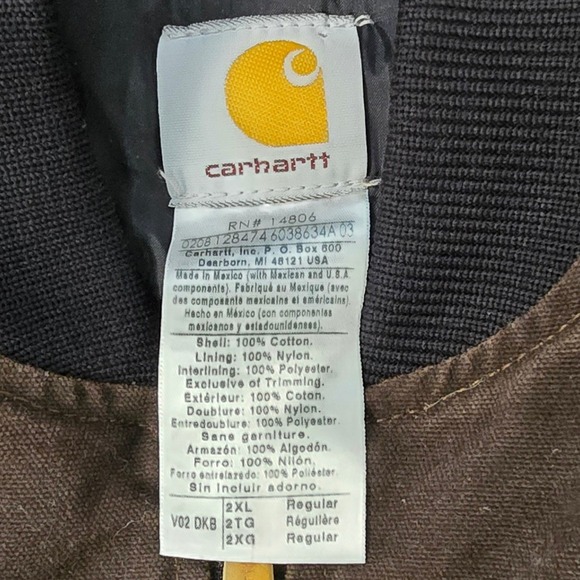 carhartt
RN# 14806
0208128474 6038634A 03
Carhartt, Inc. P. O. Box 600
Dearborn, MI 48121 USA
Made in Mexico (with Mexican and U.S.A
components). Fabriqué au Mexique (avec
des composants mexicains et américains).
Hecho en México (con componentes
mexicanos y estadounidenses).
Shell: 100% Cotton.
Lining: 100% Nylon.
Interlining: 100% Polyester.
Exclusive of Trimming.
Extérieur: 100% Coton.
Doublure: 100% Nylon.
Entredoublure: 100% Polyester.
Sans garniture.
Armazón: 100% Algodón.
Forro: 100% Nilón.
Forro entrelazado: 100% Poliester.
Sin incluir adorno.
2XL Regular
V02 DKB 2TG Régulière
2XG Regular